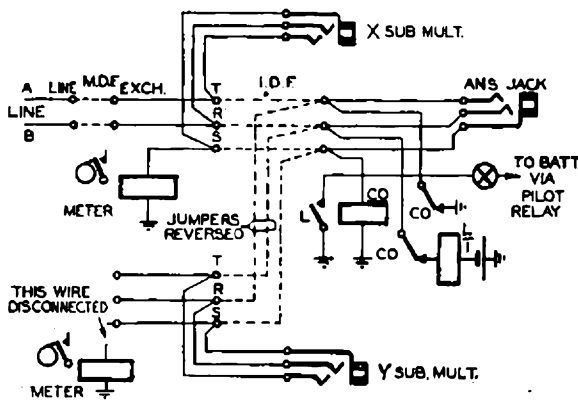 X SUB MULT.
A LINE M.D.F. EXCH. T I.D.F. ANS JACK
LINE R
B S
TO BATT
VIA
PILOT
RELAY
METER
JUMPERS
REVERSED
L CO CO
CO L
T
THIS WIRE
DISCONNECTED
R
S
METER
Y SUB. MULT.